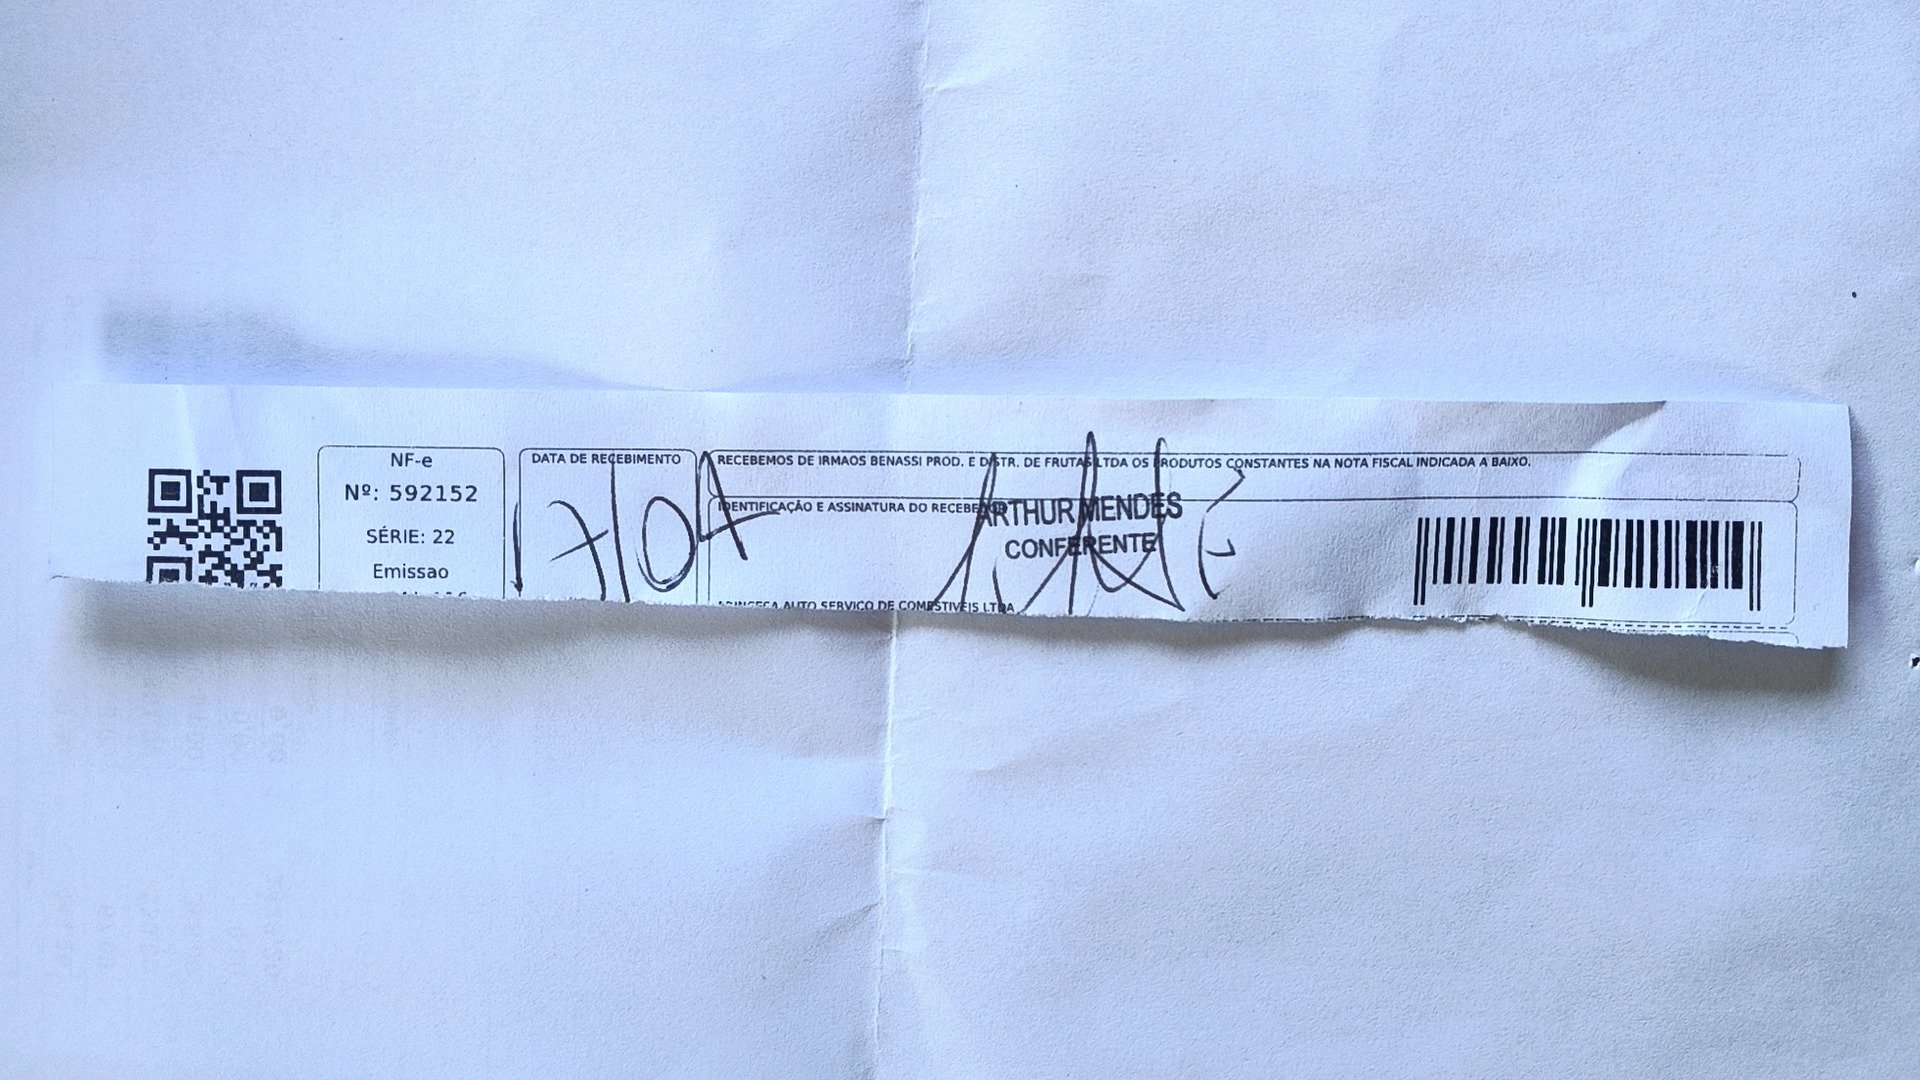 NF-e
Nº: 592152
SÉRIE: 22
Emissao
DATA DE RECEBIMENTO
17/04
RECEBEMOS DE IRMAOS BENASSI PROD. E DISTR. DE FRUTAS LTDA OS PRODUTOS CONSTANTES NA NOTA FISCAL INDICADA A BAIXO.
IDENTIFICAÇÃO E ASSINATURA DO
ARTHUR MENDES
CONFERENTE
AUTO SERVIÇO DE COMESTIVEIS LTDA